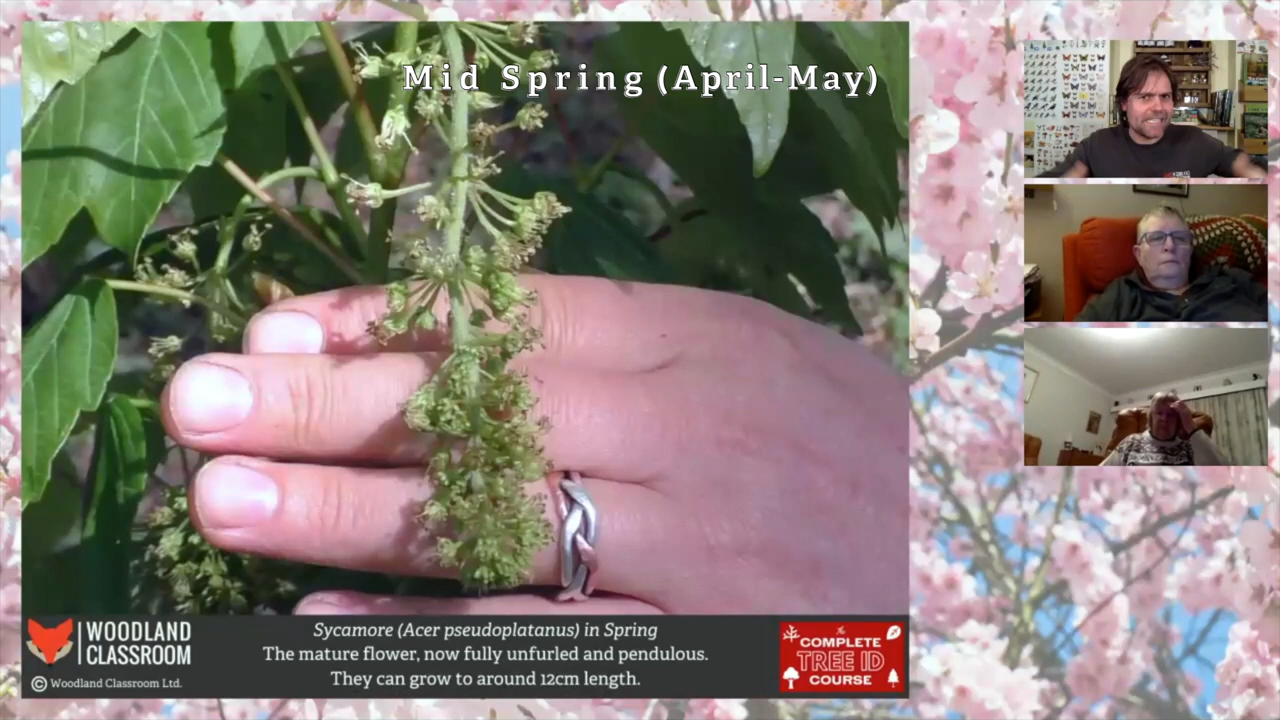 Mid Spring (April-May)
WOODLAND
CLASSROOM
© Woodland Classroom Ltd.
Sycamore (Acer pseudoplatanus) in Spring
The mature flower, now fully unfurled and pendulous.
They can grow to around 12cm length.
The
COMPLETE
TREE ID
COURSE